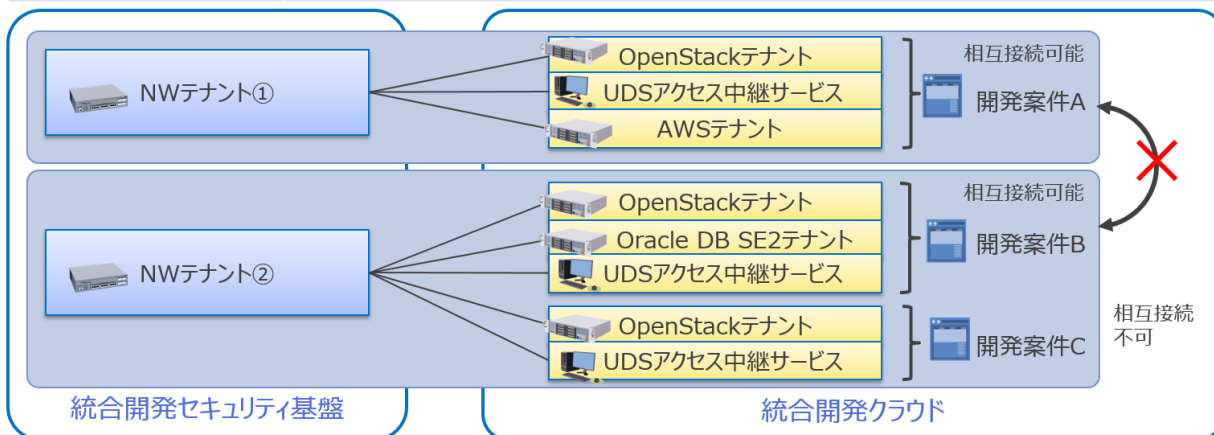 NWテナント①
OpenStackテナント
UDSアクセス中継サービス
AWSテナント
相互接続可能
開発案件A
NWテナント②
OpenStackテナント
Oracle DB SE2テナント
UDSアクセス中継サービス
相互接続可能
開発案件B
OpenStackテナント
UDSアクセス中継サービス
開発案件C
相互接続
不可
統合開発セキュリティ基盤
統合開発クラウド